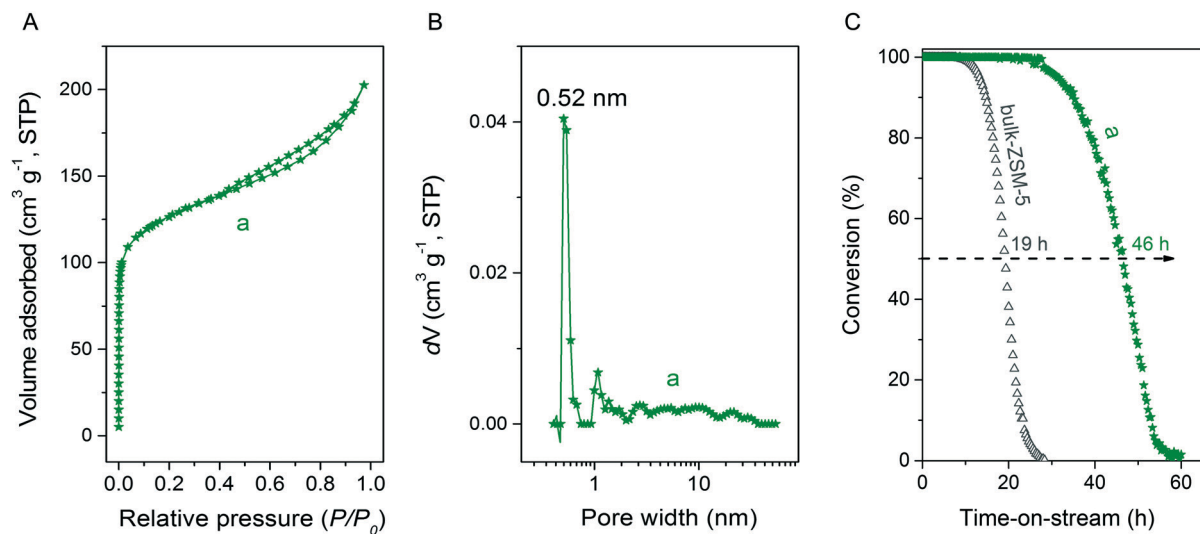 A
Volume adsorbed (cm³ g⁻¹, STP)
200
150
100
50
0
a
0.0 0.2 0.4 0.6 0.8 1.0
Relative pressure (P/P₀)
B
dV (cm³ g⁻¹, STP)
0.04
0.02
0.00
0.52 nm
a
1 10
Pore width (nm)
C
Conversion (%)
100
80
60
40
20
0
bulk-ZSM-5
a
19 h
46 h
0 20 40 60
Time-on-stream (h)